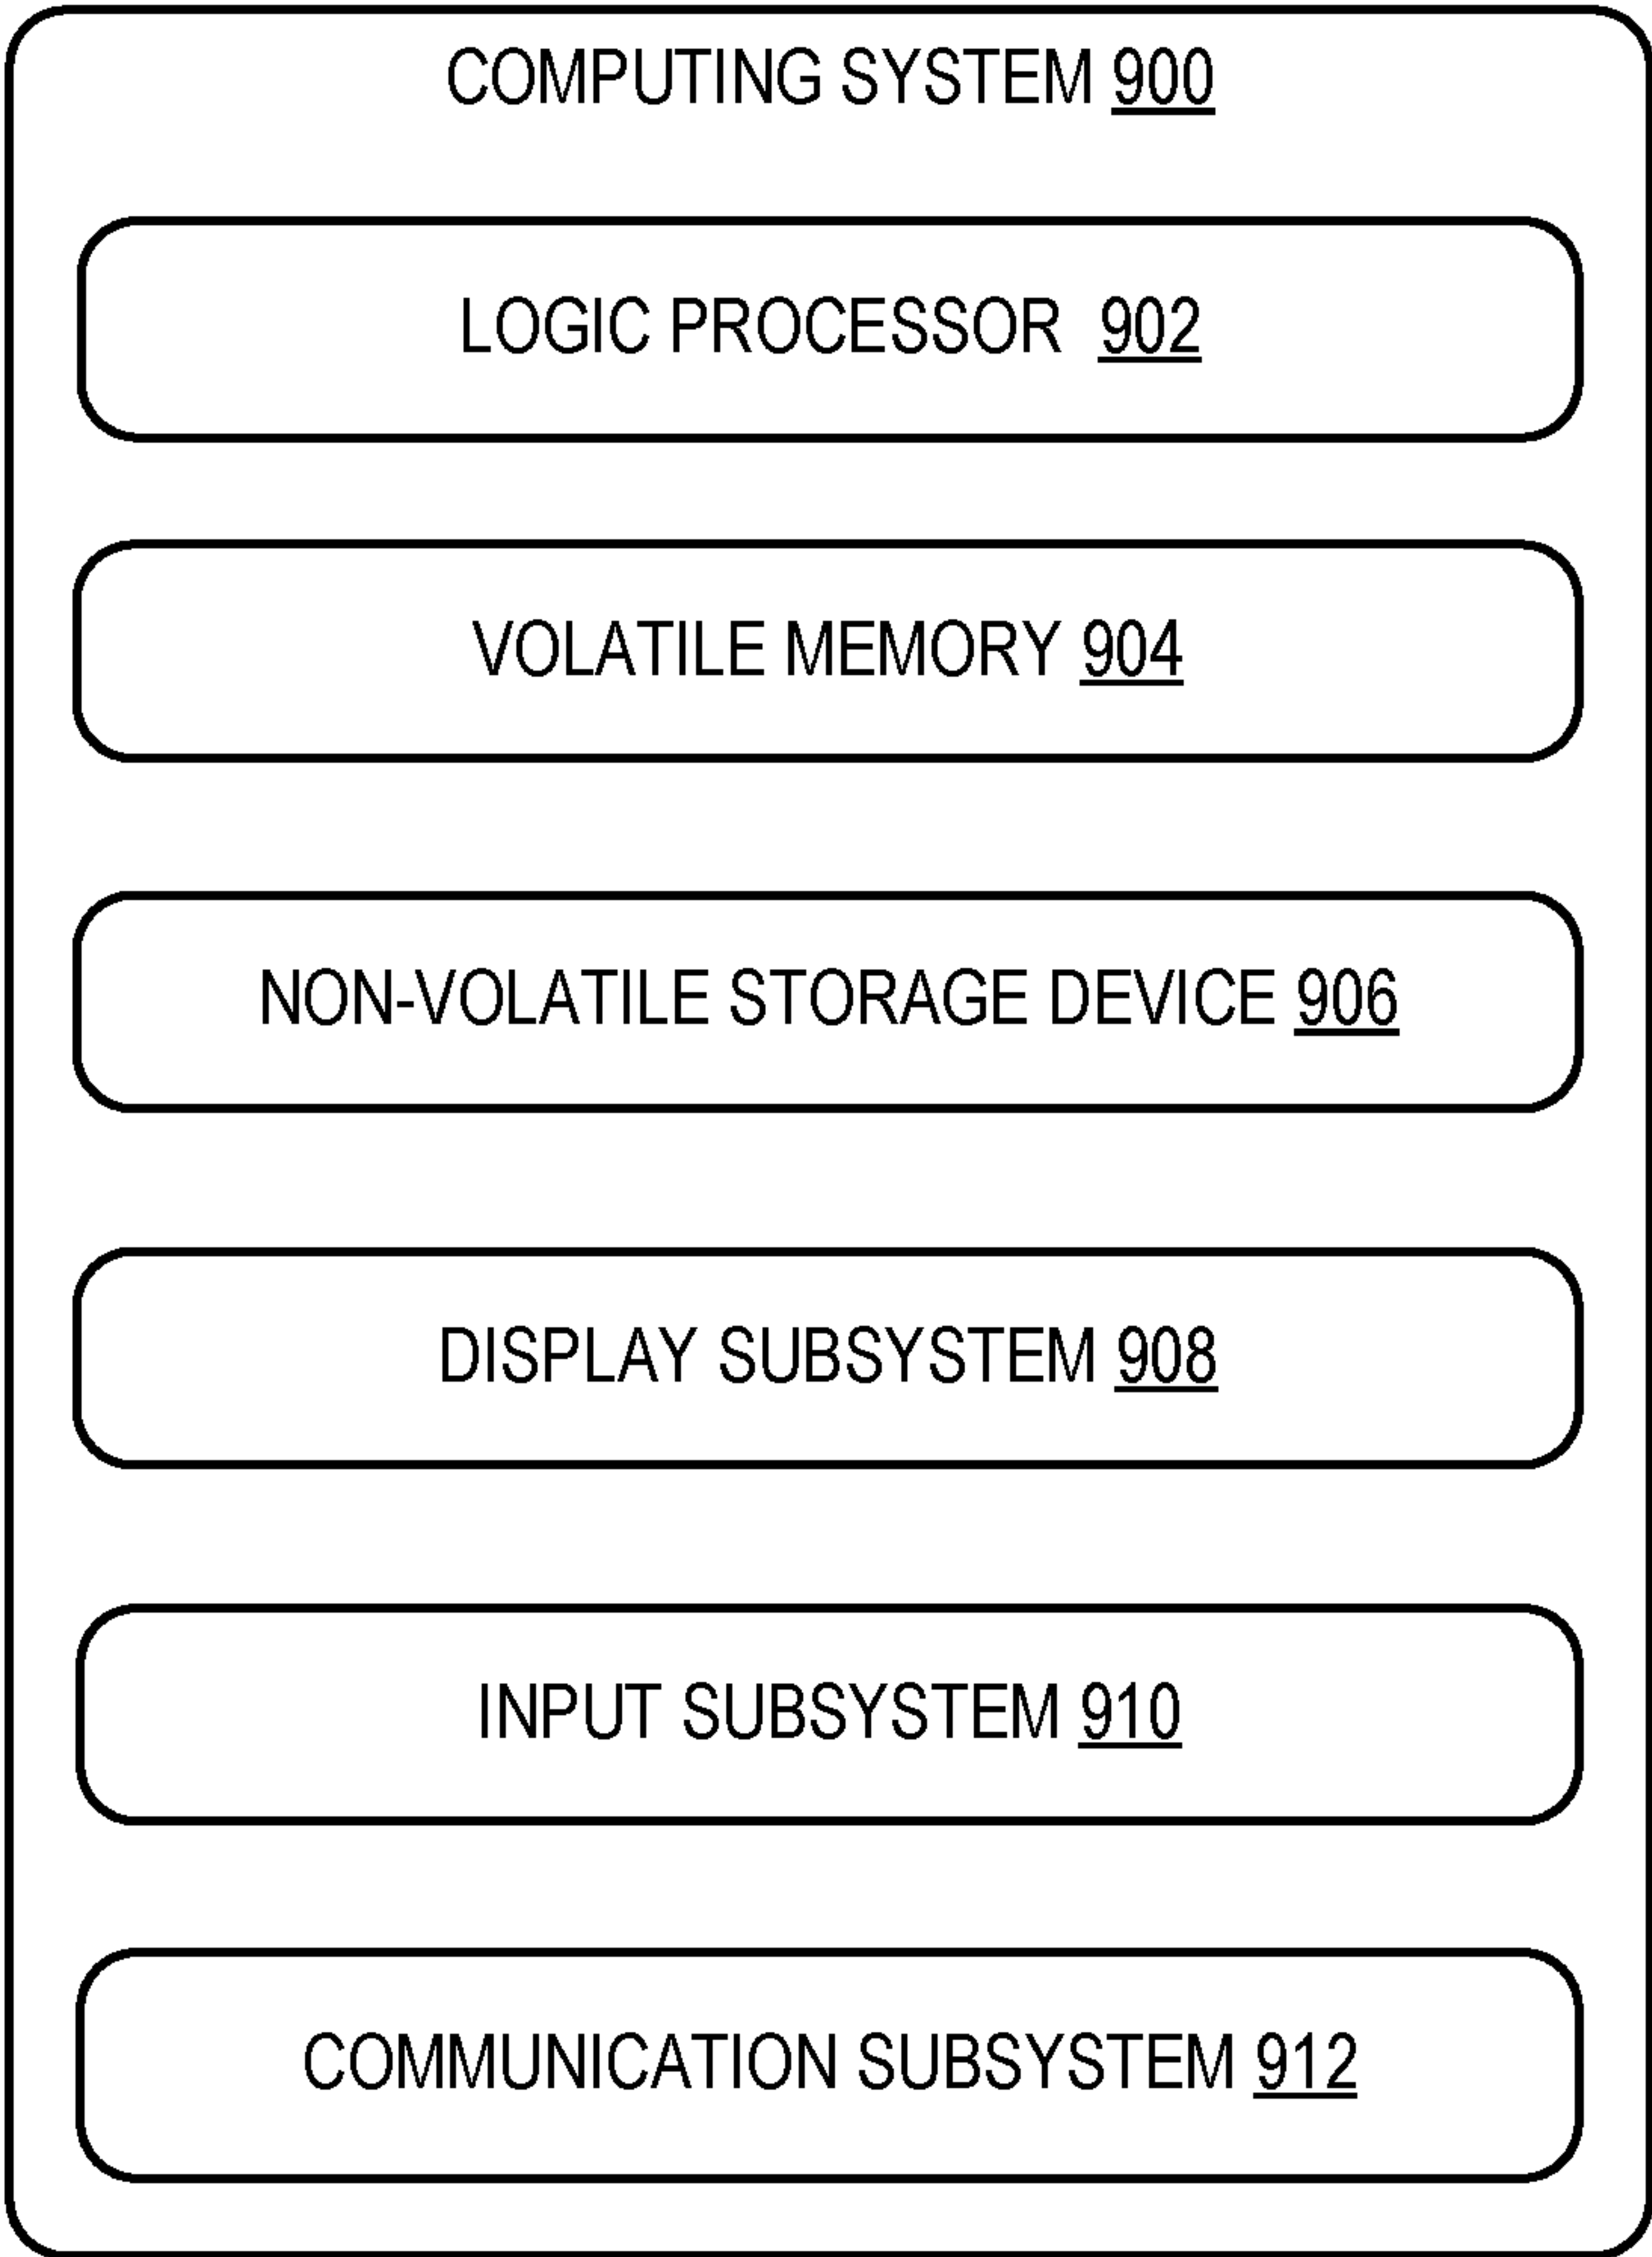 COMPUTING SYSTEM 900
LOGIC PROCESSOR 902
VOLATILE MEMORY 904
NON-VOLATILE STORAGE DEVICE 906
DISPLAY SUBSYSTEM 908
INPUT SUBSYSTEM 910
COMMUNICATION SUBSYSTEM 912